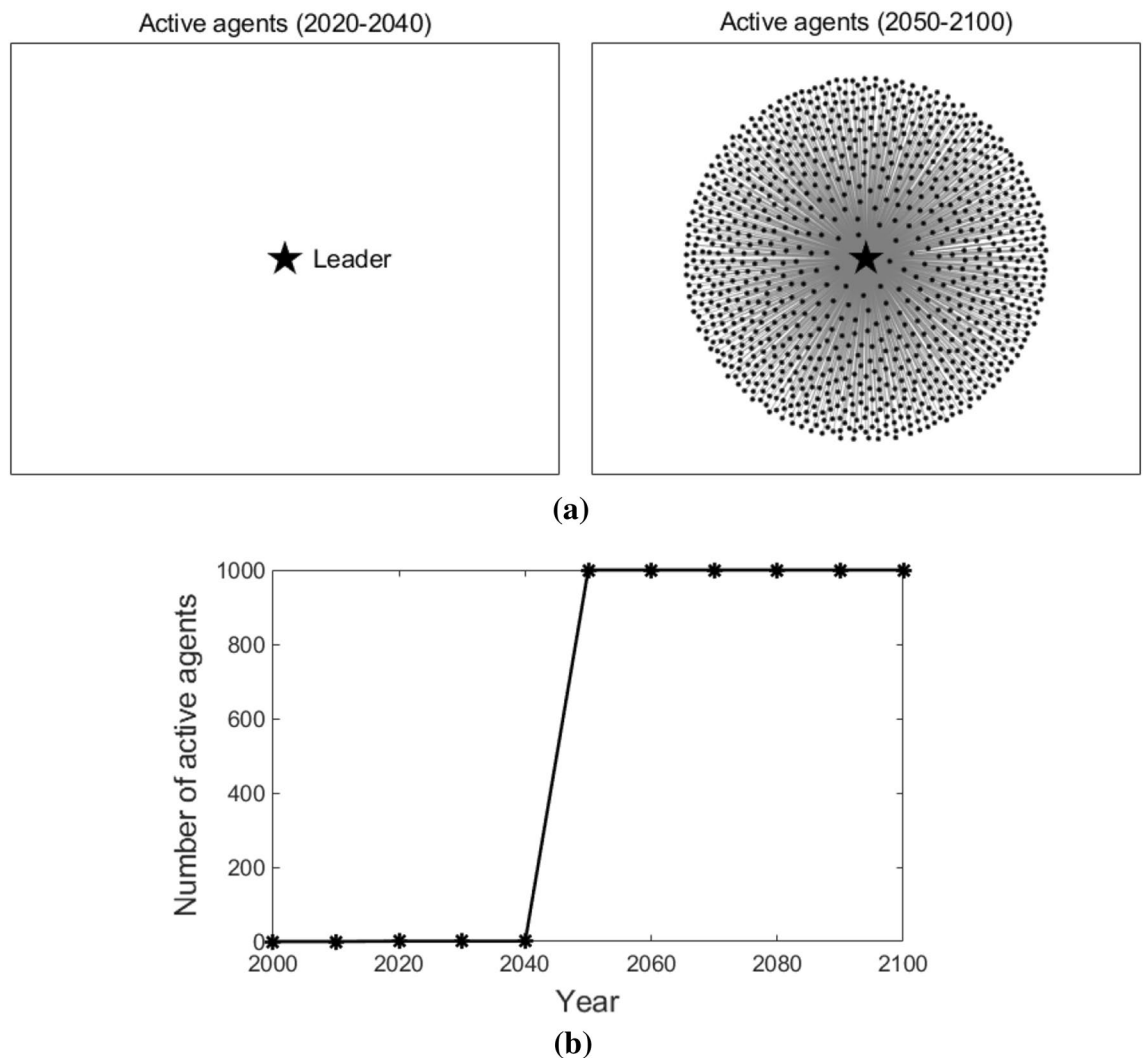 Active agents (2020-2040)
Active agents (2050-2100)
Leader
(a)
1000
800
600
400
200
0
Number of active agents
2000 2020 2040 2060 2080 2100
Year
(b)